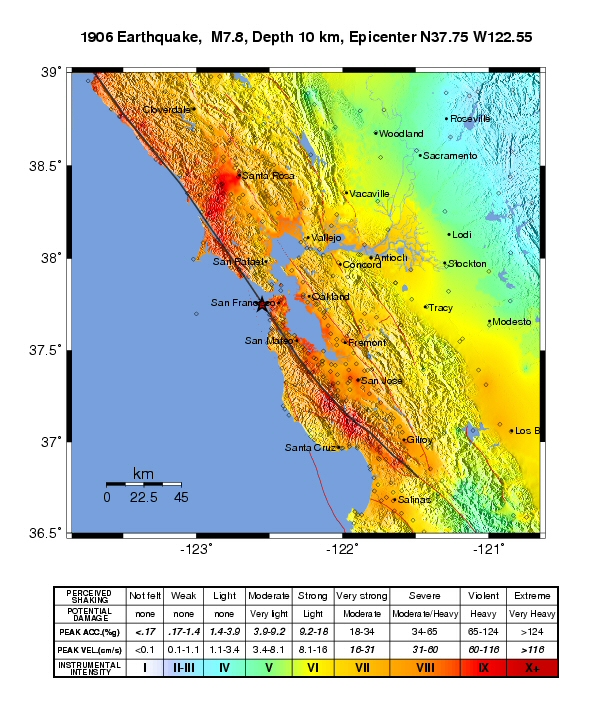 1906 Earthquake, M7.8, Depth 10 km, Epicenter N37.75 W122.55
39˚
Cloverdale
Roseville
Woodland
38.5˚
Sacramento
Santa Rosa
Vacaville
Vallejo
Lodi
38˚
San Rafael
Concord
Antioch
Stockton
San Francisco
Oakland
Tracy
Modesto
37.5˚
San Mateo
Fremont
San Jose
37˚
Santa Cruz
Gilroy
Los B
km
0 22.5 45
Salinas
36.5˚
-123˚ -122˚ -121˚
PERCEIVED SHAKING Not felt Weak Light Moderate Strong Very strong Severe Violent Extreme
POTENTIAL DAMAGE none none none Very light Light Moderate Moderate/Heavy Heavy Very Heavy
PEAK ACC.(%g) <.17 .17-1.4 1.4-3.9 3.9-9.2 9.2-18 18-34 34-65 65-124 >124
PEAK VEL.(cm/s) <0.1 0.1-1.1 1.1-3.4 3.4-8.1 8.1-16 16-31 31-60 60-116 >116
INSTRUMENTAL INTENSITY I II-III IV V VI VII VIII IX X+